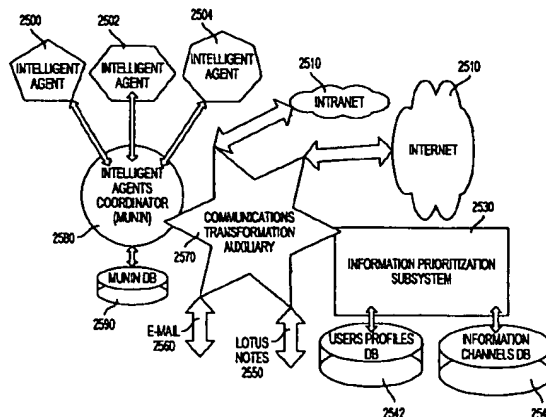 2500
2502
2504
INTELLIGENT
AGENT
INTELLIGENT
AGENT
INTELLIGENT
AGENT
2510
INTRANET
2510
INTERNET
INTELLIGENT
AGENTS
COORDINATOR
(MUNIN)
2580
2570
COMMUNICATIONS
TRANSFORMATION
AUXILIARY
2530
INFORMATION PRIORITIZATION
SUBSYSTEM
MUNIN DB
2590
E-MAIL
2560
LOTUS
NOTES
2550
USERS PROFILES
DB
2542
INFORMATION
CHANNELS DB